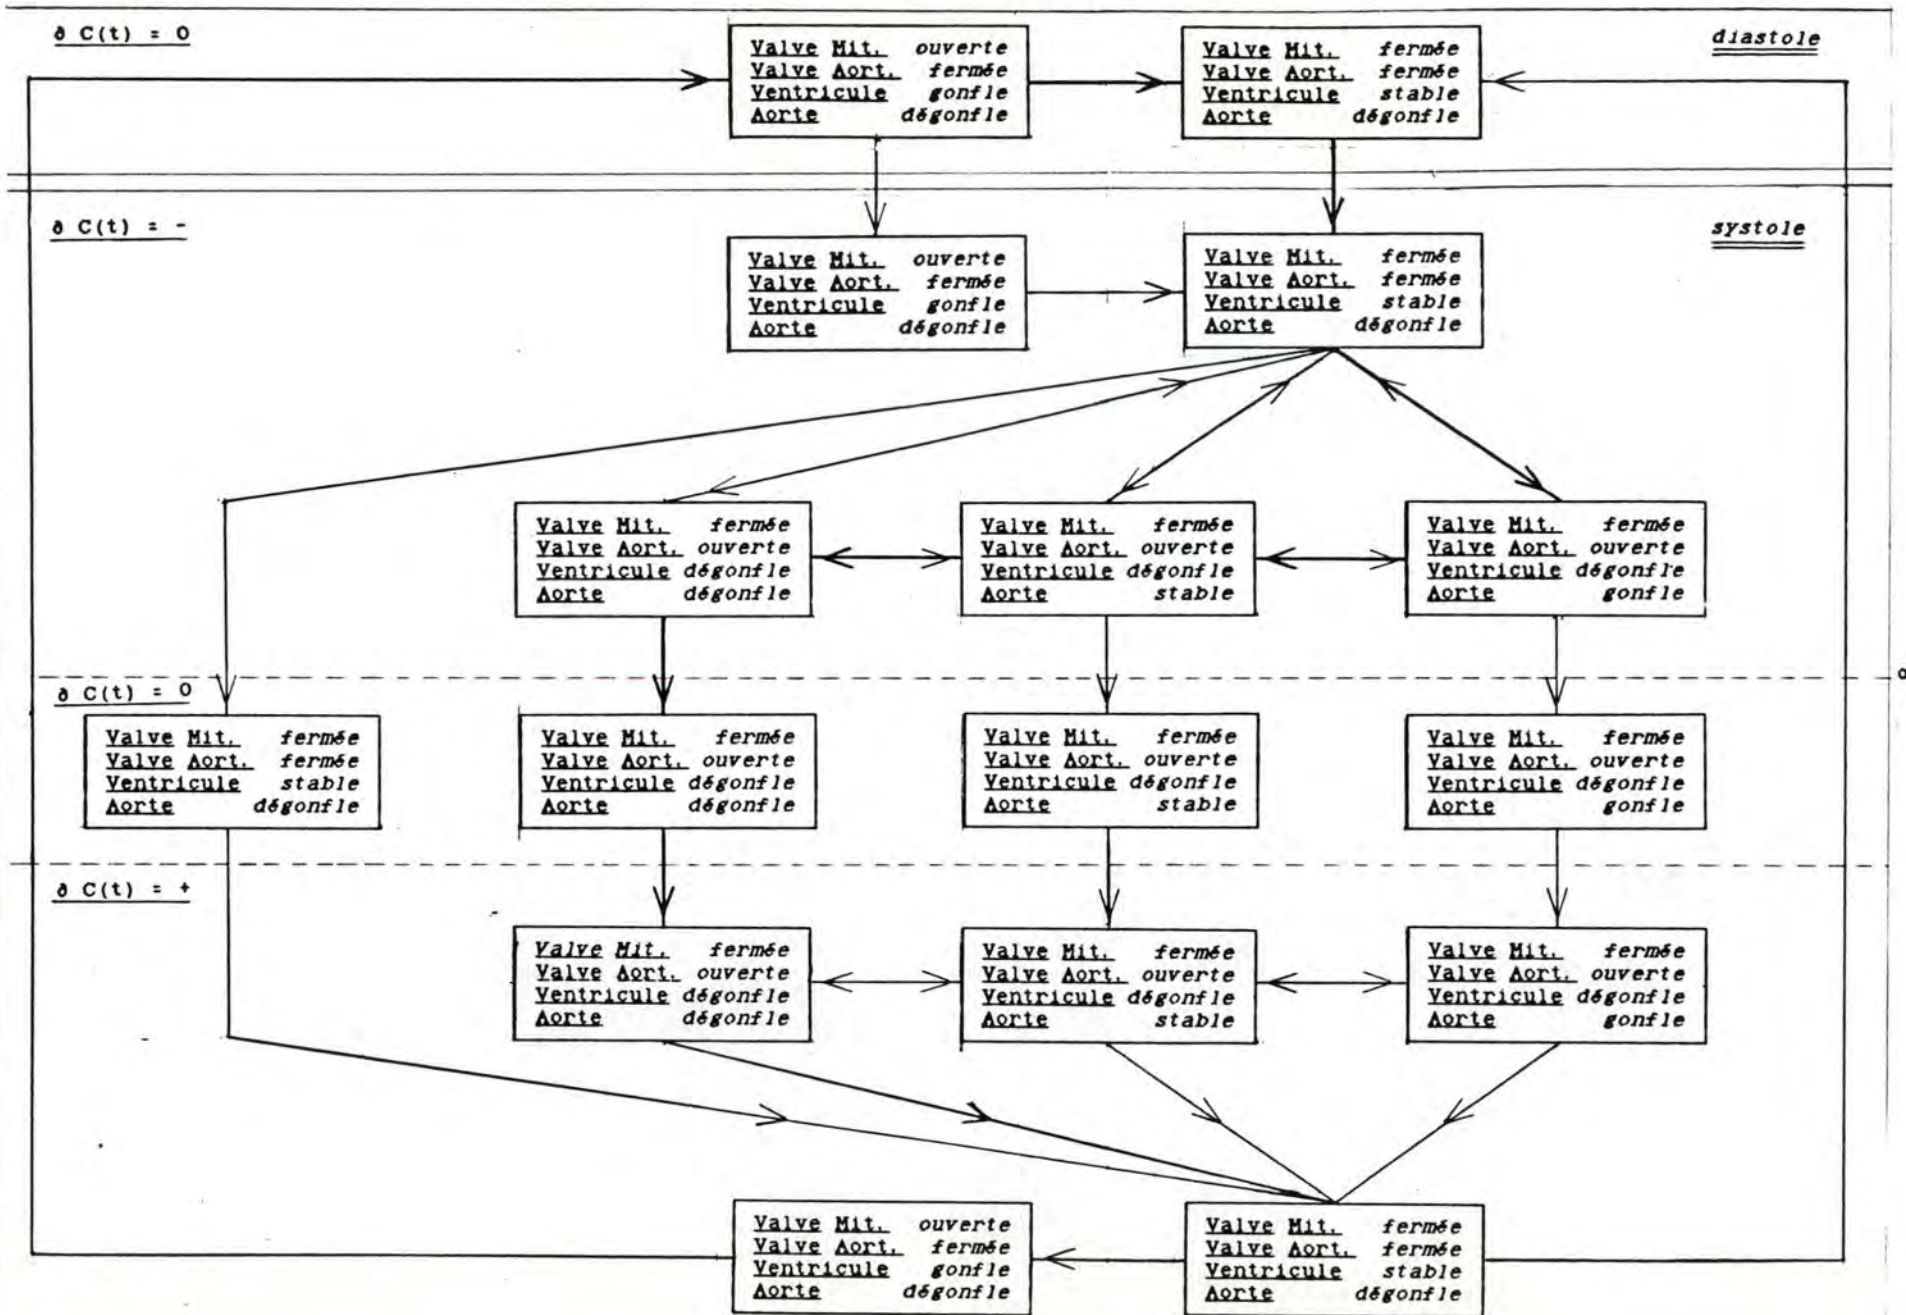 ∂ C(t) = 0
diastole
Valve Mit. ouverte
Valve Aort. fermée
Ventricule gonfle
Aorte dégonfle
Valve Mit. fermée
Valve Aort. fermée
Ventricule stable
Aorte dégonfle
∂ C(t) = -
systole
Valve Mit. ouverte
Valve Aort. fermée
Ventricule gonfle
Aorte dégonfle
Valve Mit. fermée
Valve Aort. fermée
Ventricule stable
Aorte dégonfle
Valve Mit. fermée
Valve Aort. ouverte
Ventricule dégonfle
Aorte dégonfle
Valve Mit. fermée
Valve Aort. ouverte
Ventricule dégonfle
Aorte stable
Valve Mit. fermée
Valve Aort. ouverte
Ventricule dégonfle
Aorte gonfle
∂ C(t) = 0
Valve Mit. fermée
Valve Aort. fermée
Ventricule stable
Aorte dégonfle
Valve Mit. fermée
Valve Aort. ouverte
Ventricule dégonfle
Aorte dégonfle
Valve Mit. fermée
Valve Aort. ouverte
Ventricule dégonfle
Aorte stable
Valve Mit. fermée
Valve Aort. ouverte
Ventricule dégonfle
Aorte gonfle
∂ C(t) = +
Valve Mit. fermée
Valve Aort. ouverte
Ventricule dégonfle
Aorte dégonfle
Valve Mit. fermée
Valve Aort. ouverte
Ventricule dégonfle
Aorte stable
Valve Mit. fermée
Valve Aort. ouverte
Ventricule dégonfle
Aorte gonfle
Valve Mit. ouverte
Valve Aort. fermée
Ventricule gonfle
Aorte dégonfle
Valve Mit. fermée
Valve Aort. fermée
Ventricule stable
Aorte dégonfle